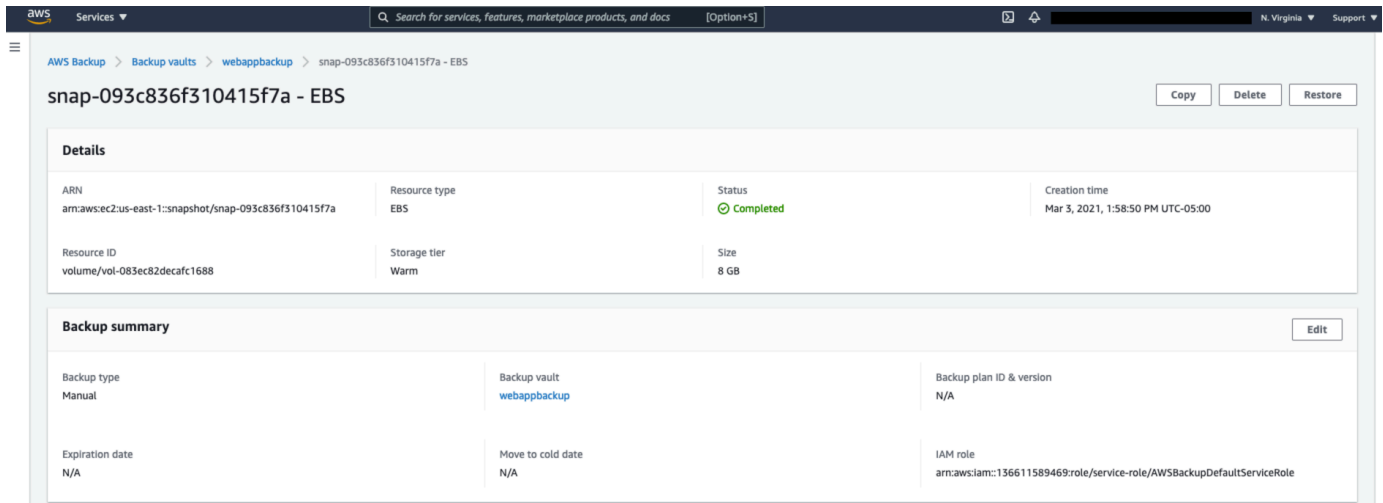 aws Services ▼ Search for services, features, marketplace products, and docs [Option+S] N. Virginia ▼ Support ▼
AWS Backup > Backup vaults > webappbackup > snap-093c836f310415f7a - EBS
snap-093c836f310415f7a - EBS Copy Delete Restore
Details
ARN Resource type Status Creation time
arn:aws:ec2:us-east-1::snapshot/snap-093c836f310415f7a EBS Completed Mar 3, 2021, 1:58:50 PM UTC-05:00
Resource ID Storage tier Size
volume/vol-083ec82decafc1688 Warm 8 GB
Backup summary Edit
Backup type Backup vault Backup plan ID & version
Manual webappbackup N/A
Expiration date Move to cold date IAM role
N/A N/A arn:aws:iam::136611589469:role/service-role/AWSBackupDefaultServiceRole